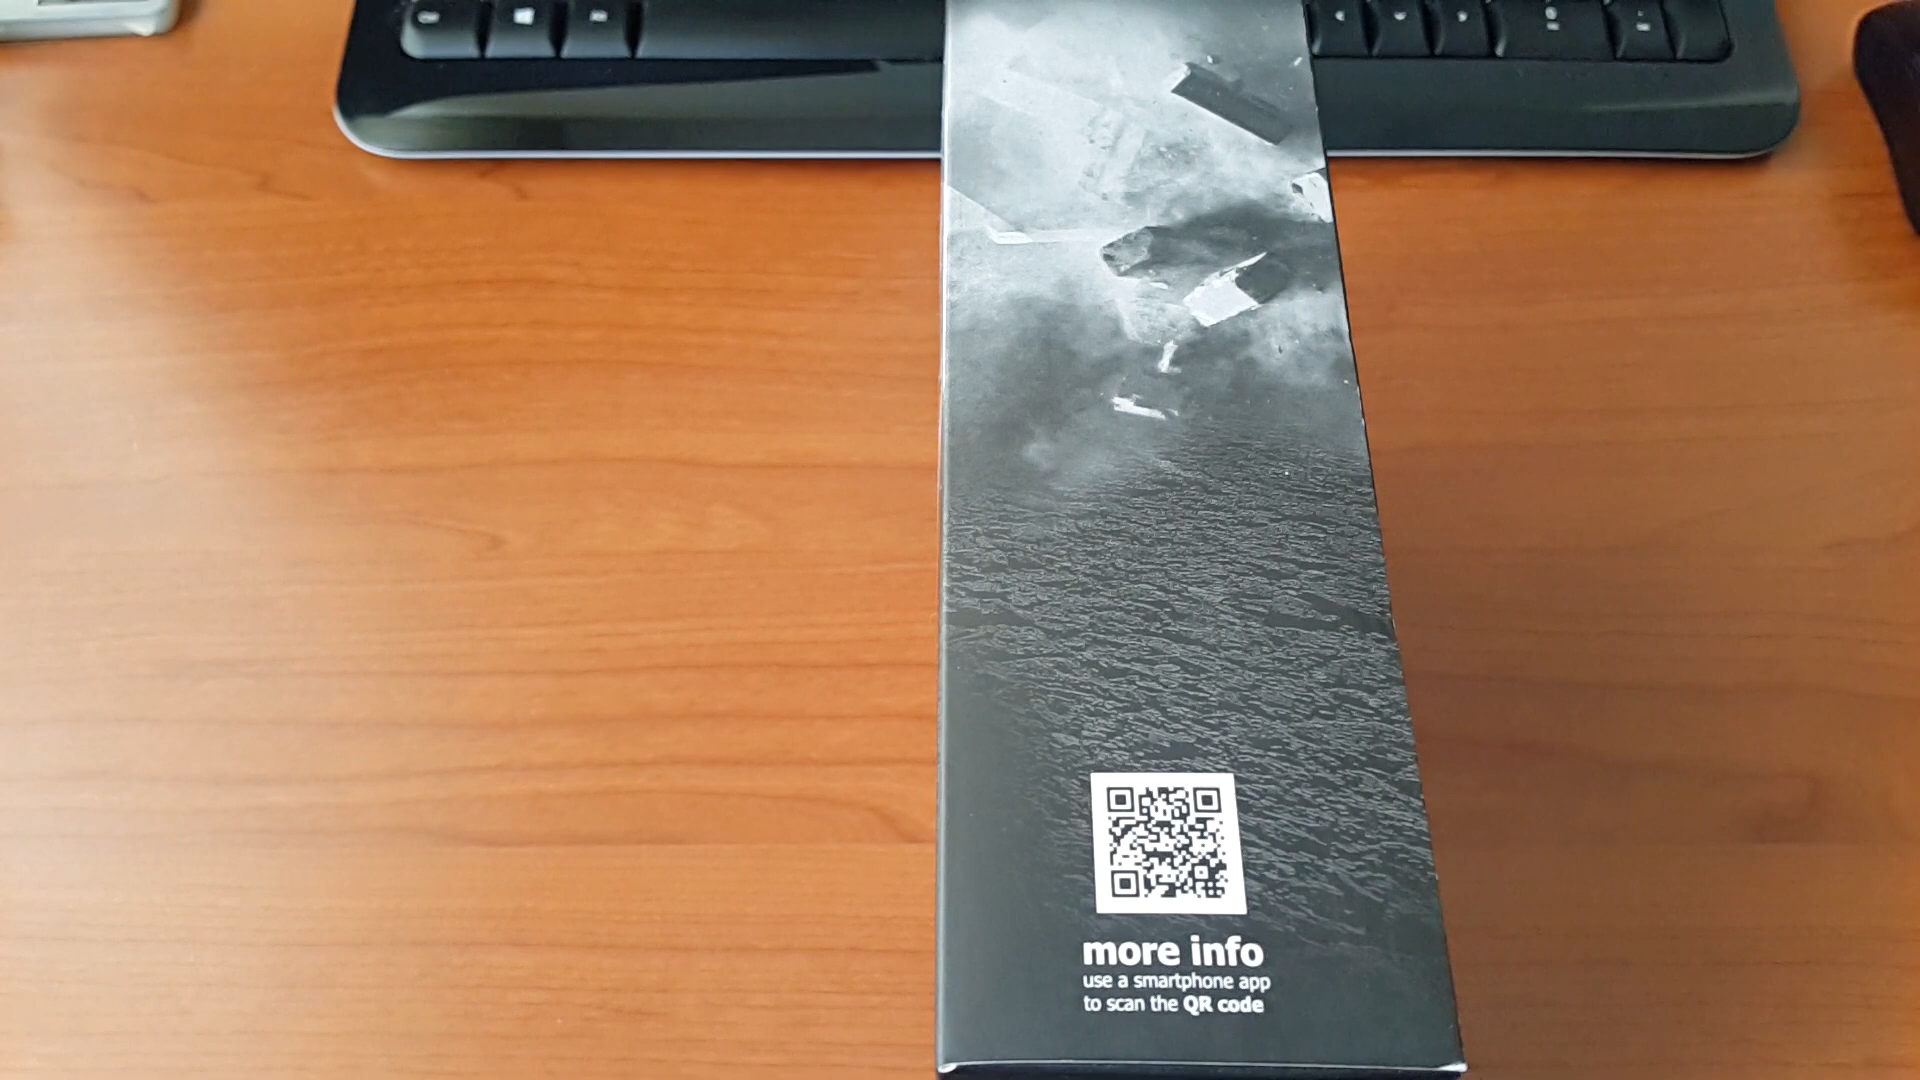 more info
use a smartphone app
to scan the QR code